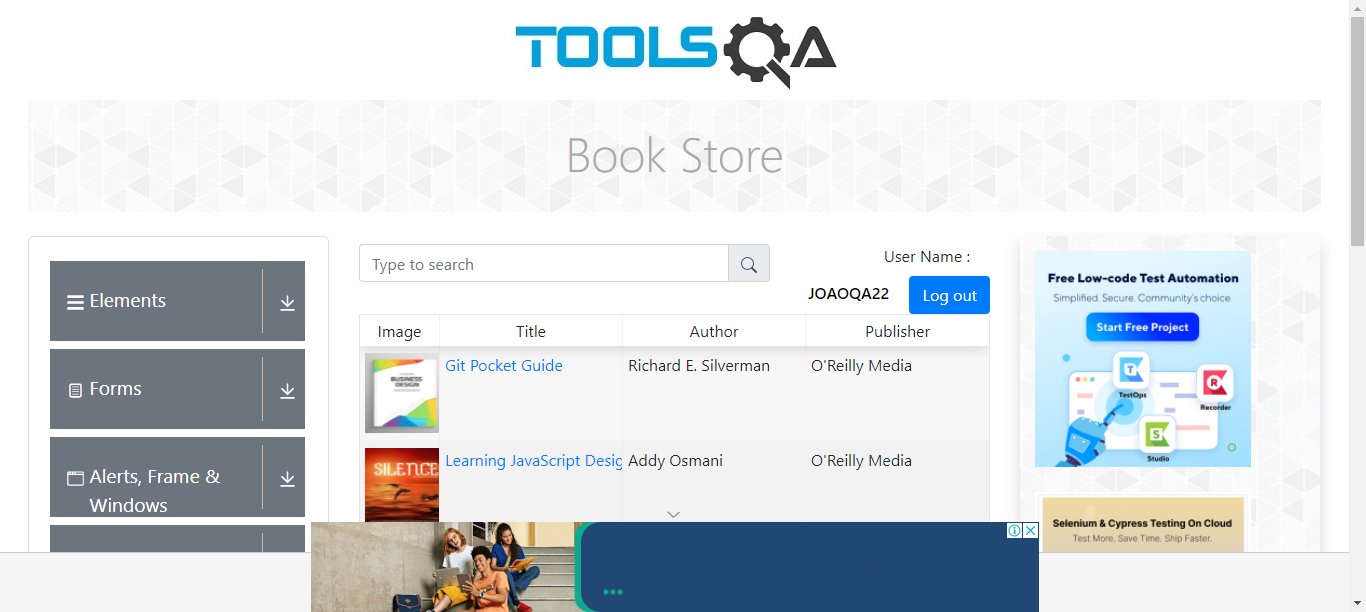 TOOLSQA
Book Store
Elements
Forms
Alerts, Frame &
Windows
Type to search
User Name :
JOAOQA22
Log out
Image Title Author Publisher
BUSINESS
DESIGN
Git Pocket Guide Richard E. Silverman O'Reilly Media
SILENCE
Learning JavaScript Desig Addy Osmani O'Reilly Media
Free Low-code Test Automation
Simplified. Secure. Community's choice.
Start Free Project
TestOps
Recorder
Studio
Selenium & Cypress Testing On Cloud
Test More. Save Time. Ship Faster.